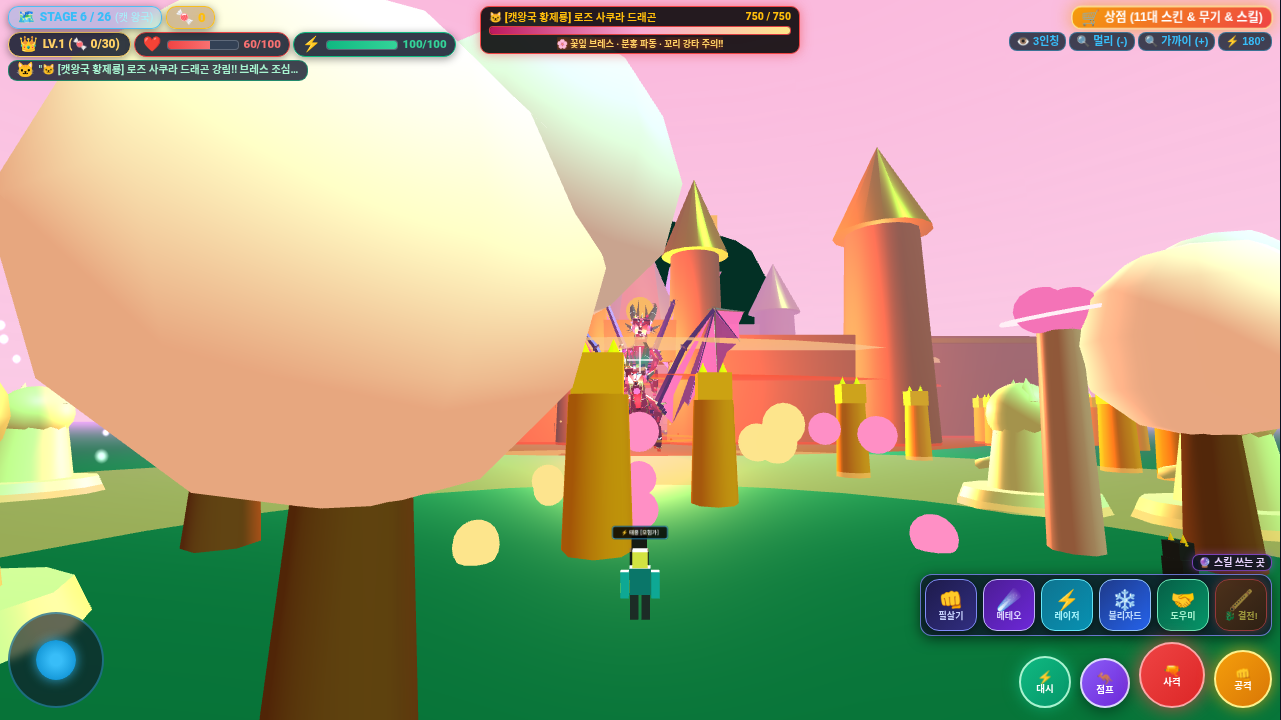 STAGE 6 / 26 (캣 왕국)
0
LV.1 (0/30)
60/100
100/100
"🐱 [캣왕국 황제룡] 로즈 사쿠라 드래곤 강림!! 브레스 조심...
[캣왕국 황제룡] 로즈 사쿠라 드래곤 750 / 750
꽃잎 브레스 · 분홍 파동 · 꼬리 강타 주의!!
상점 (11대 스킨 & 무기 & 스킬)
3인칭
멀리 (-)
가까이 (+)
180°
스킬 쓰는 곳
필살기
메테오
레이저
블리자드
도우미
결전!
대시
점프
사격
공격